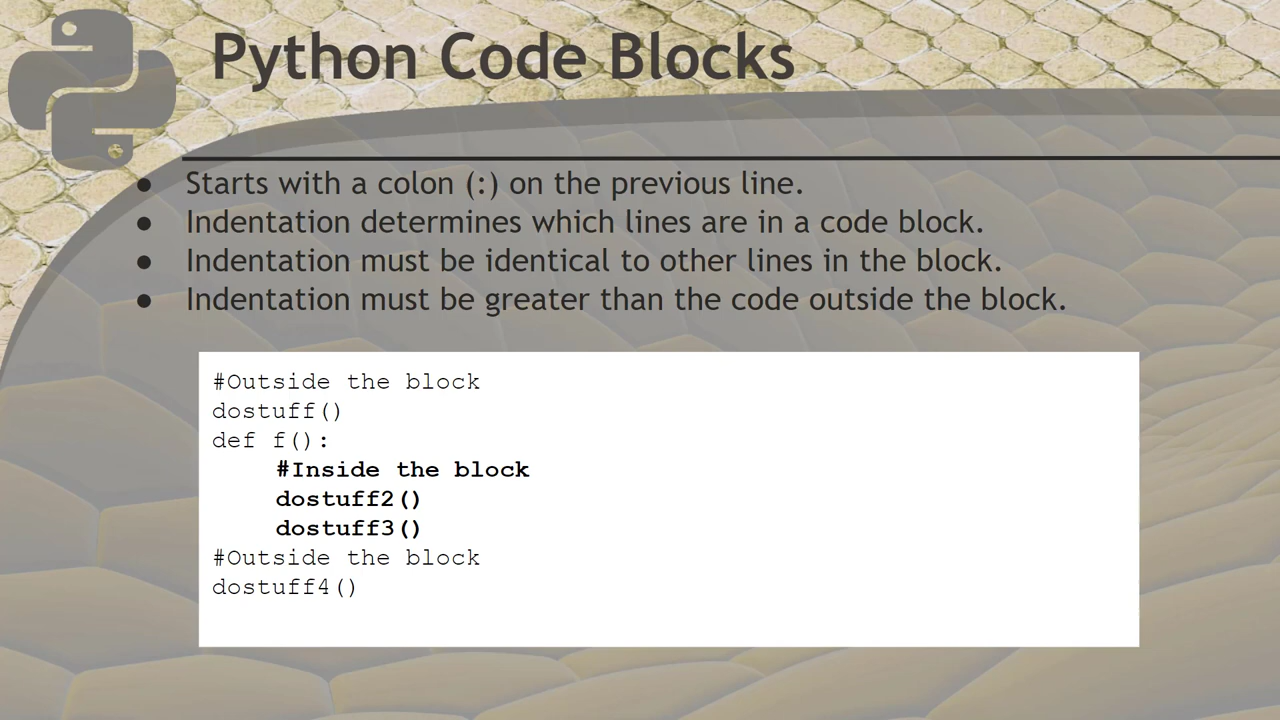 Python Code Blocks
● Starts with a colon (:) on the previous line.
● Indentation determines which lines are in a code block.
● Indentation must be identical to other lines in the block.
● Indentation must be greater than the code outside the block.
#Outside the block
dostuff()
def f():
    #Inside the block
    dostuff2()
    dostuff3()
#Outside the block
dostuff4()